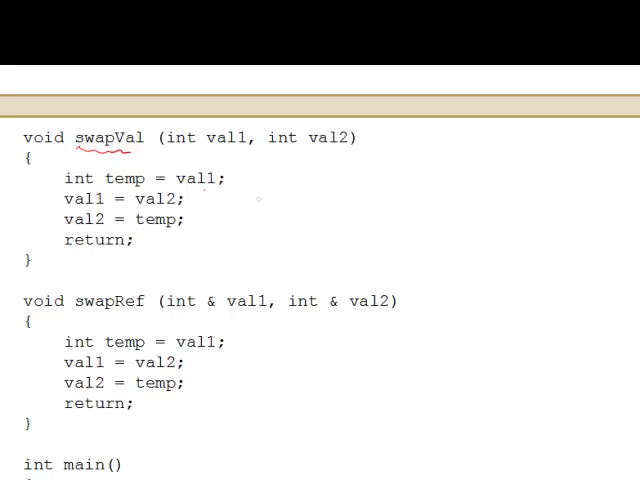 void swapVal (int val1, int val2)
{
int temp = val1;
val1 = val2;
val2 = temp;
return;
}
void swapRef (int & val1, int & val2)
{
int temp = val1;
val1 = val2;
val2 = temp;
return;
}
int main()